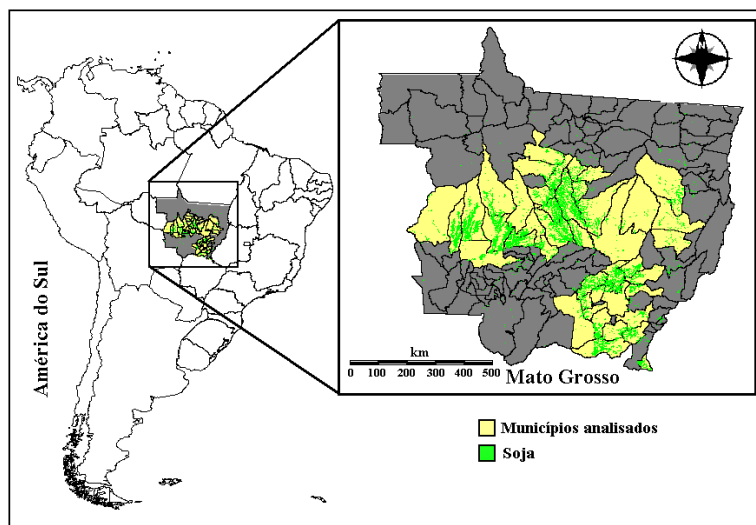 América do Sul
km
0 100 200 300 400 500
Mato Grosso
Municípios analisados
Soja